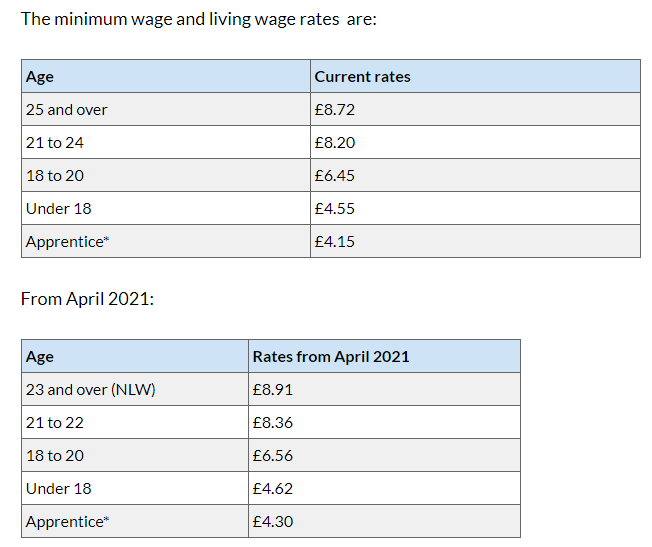 The minimum wage and living wage rates are:
Age Current rates
25 and over £8.72
21 to 24 £8.20
18 to 20 £6.45
Under 18 £4.55
Apprentice* £4.15
From April 2021:
Age Rates from April 2021
23 and over (NLW) £8.91
21 to 22 £8.36
18 to 20 £6.56
Under 18 £4.62
Apprentice* £4.30